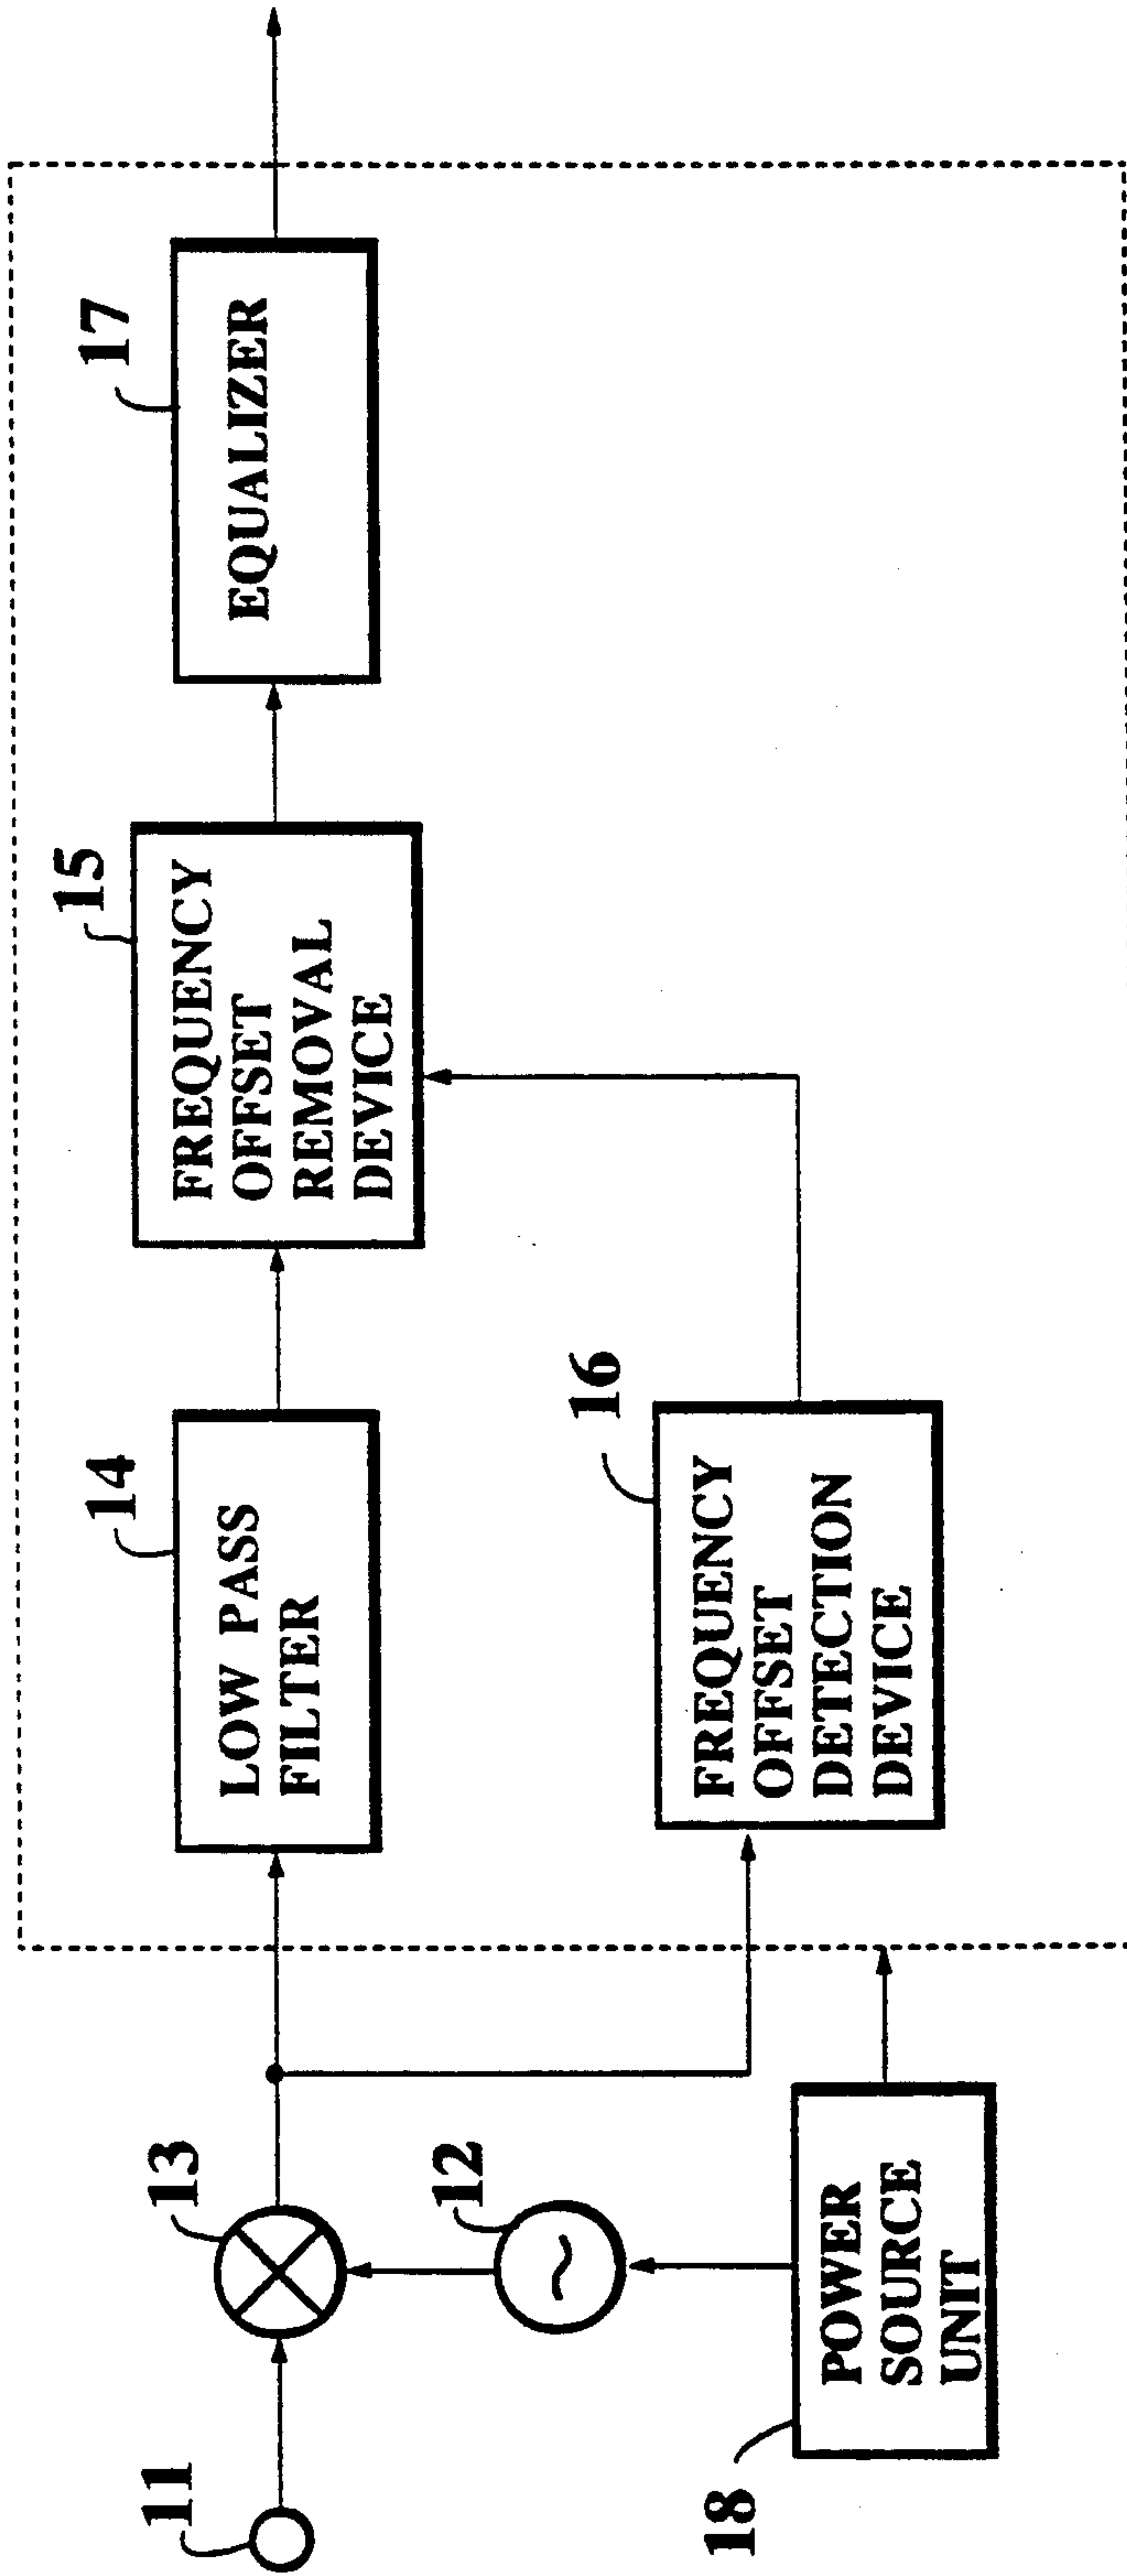 11
13
12
18
POWER
SOURCE
UNIT
14
LOW PASS
FILTER
16
FREQUENCY
OFFSET
DETECTION
DEVICE
15
FREQUENCY
OFFSET
REMOVAL
DEVICE
17
EQUALIZER